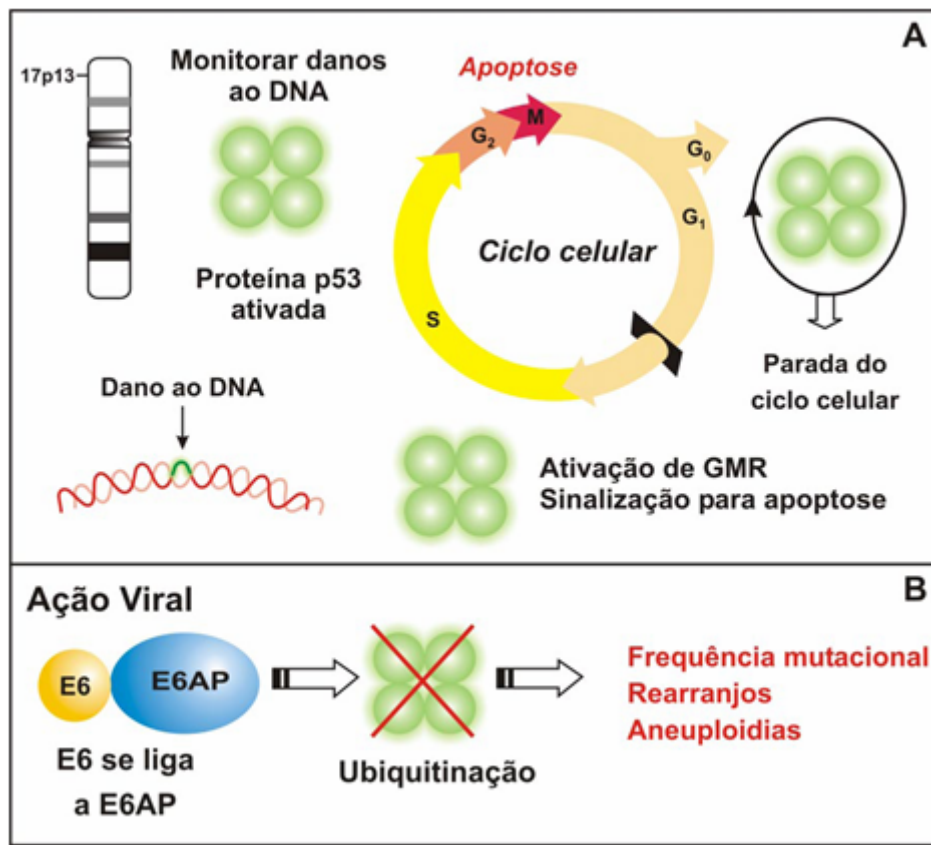 A
17p13
Monitorar danos
ao DNA
Proteína p53
ativada
Dano ao DNA
Apoptose
M
G₂
G₀
G₁
S
Ciclo celular
Parada do
ciclo celular
Ativação de GMR
Sinalização para apoptose
B
Ação Viral
E6
E6AP
E6 se liga
a E6AP
Ubiquitinação
Frequência mutacional
Rearranjos
Aneuploidias